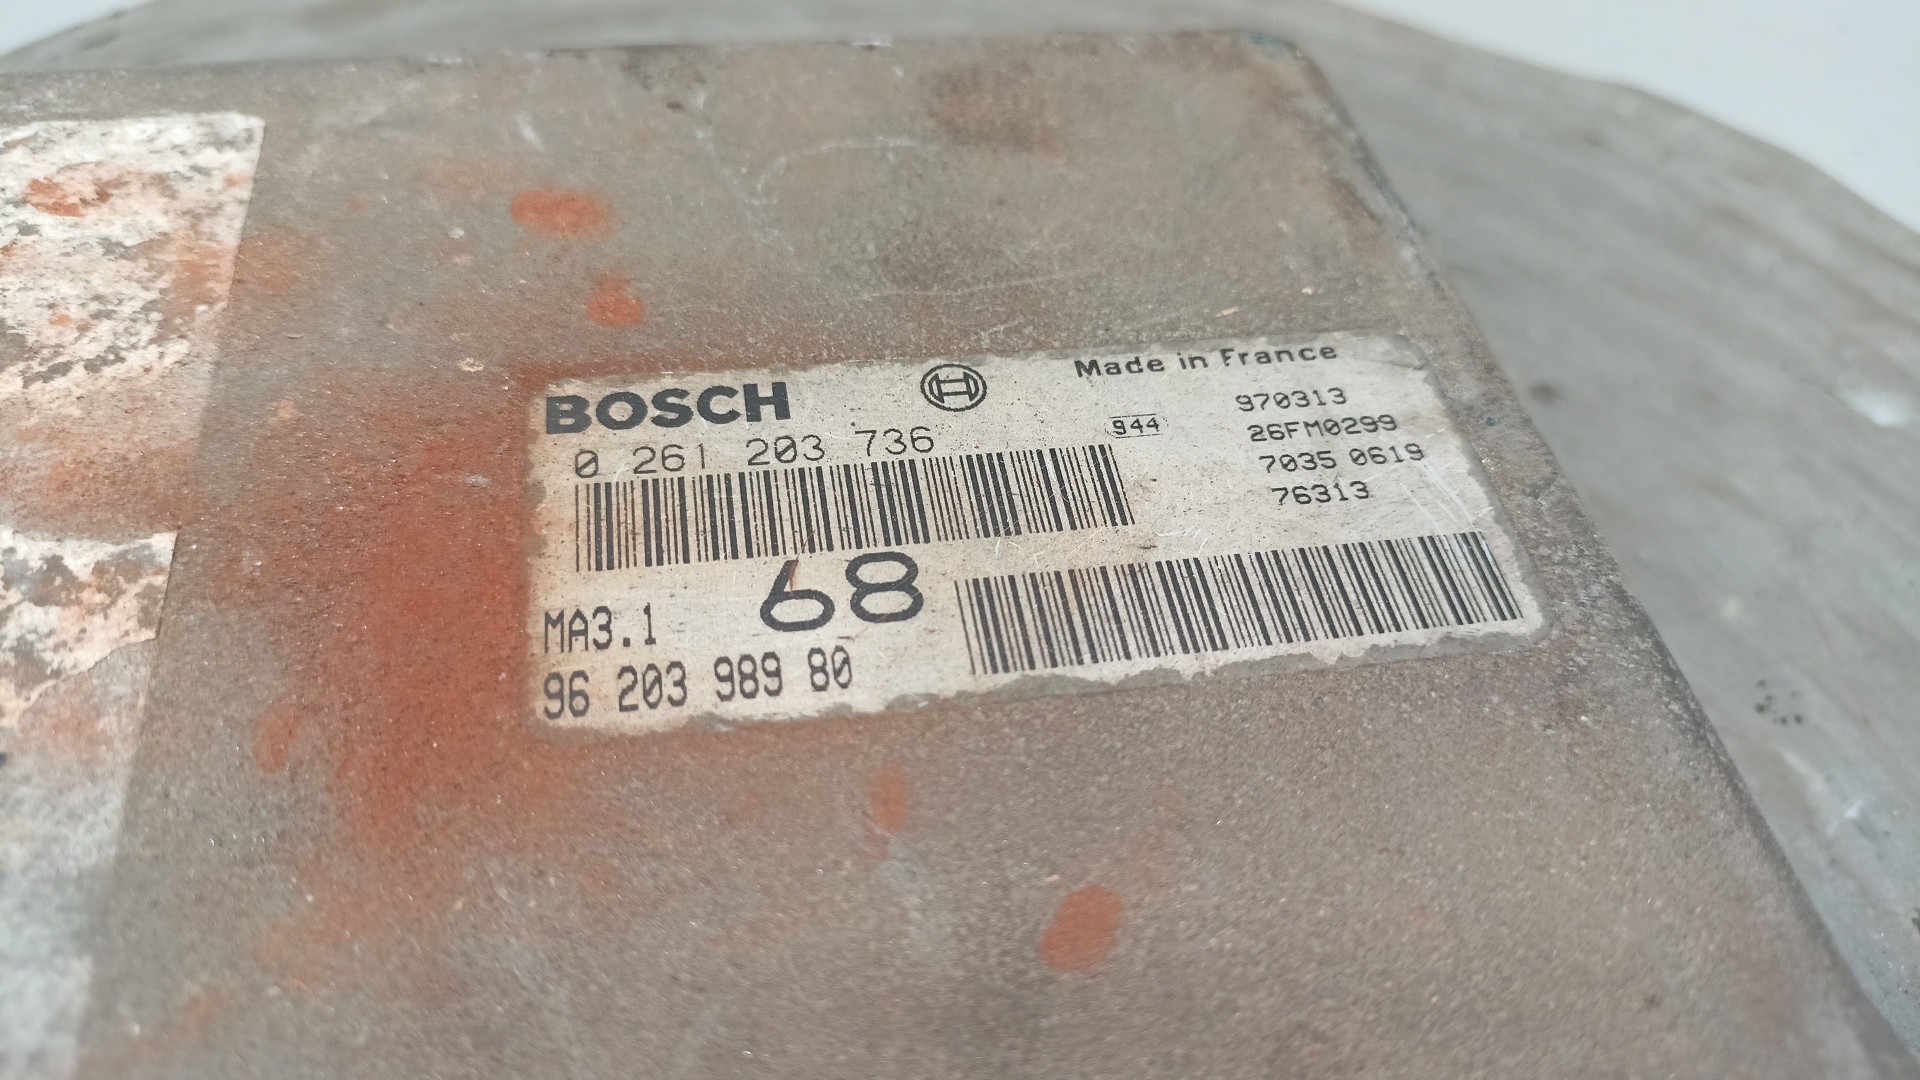 BOSCH
Made in France
0 261 203 736
944
970313
26FM0299
7035 0619
76313
68
MA3.1
96 203 989 80